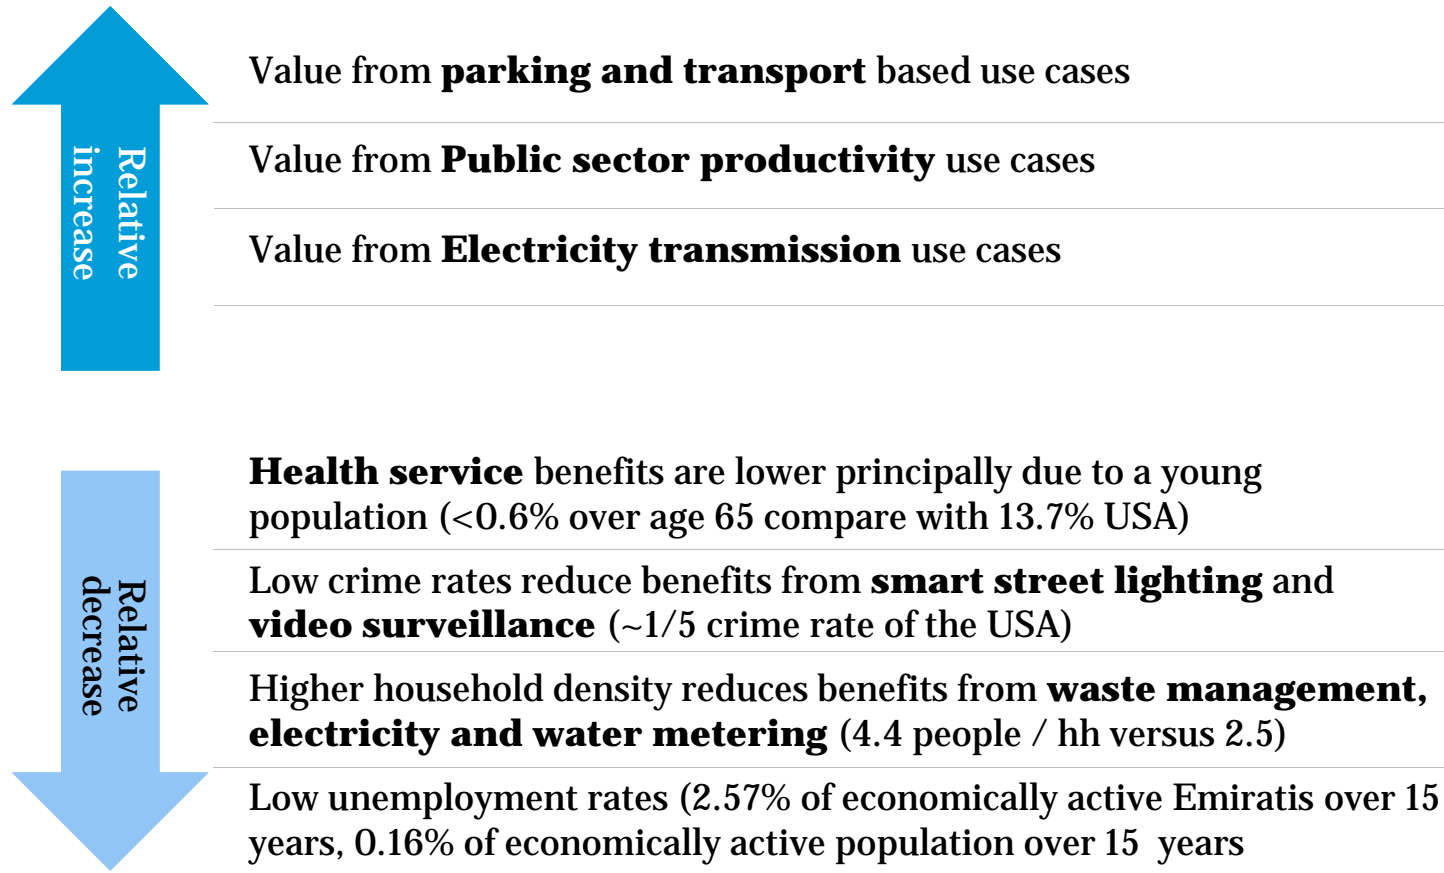 Relative
increase
Value from parking and transport based use cases
Value from Public sector productivity use cases
Value from Electricity transmission use cases
Relative
decrease
Health service benefits are lower principally due to a young
population (<0.6% over age 65 compare with 13.7% USA)
Low crime rates reduce benefits from smart street lighting and
video surveillance (~1/5 crime rate of the USA)
Higher household density reduces benefits from waste management,
electricity and water metering (4.4 people / hh versus 2.5)
Low unemployment rates (2.57% of economically active Emiratis over 15
years, 0.16% of economically active population over 15  years